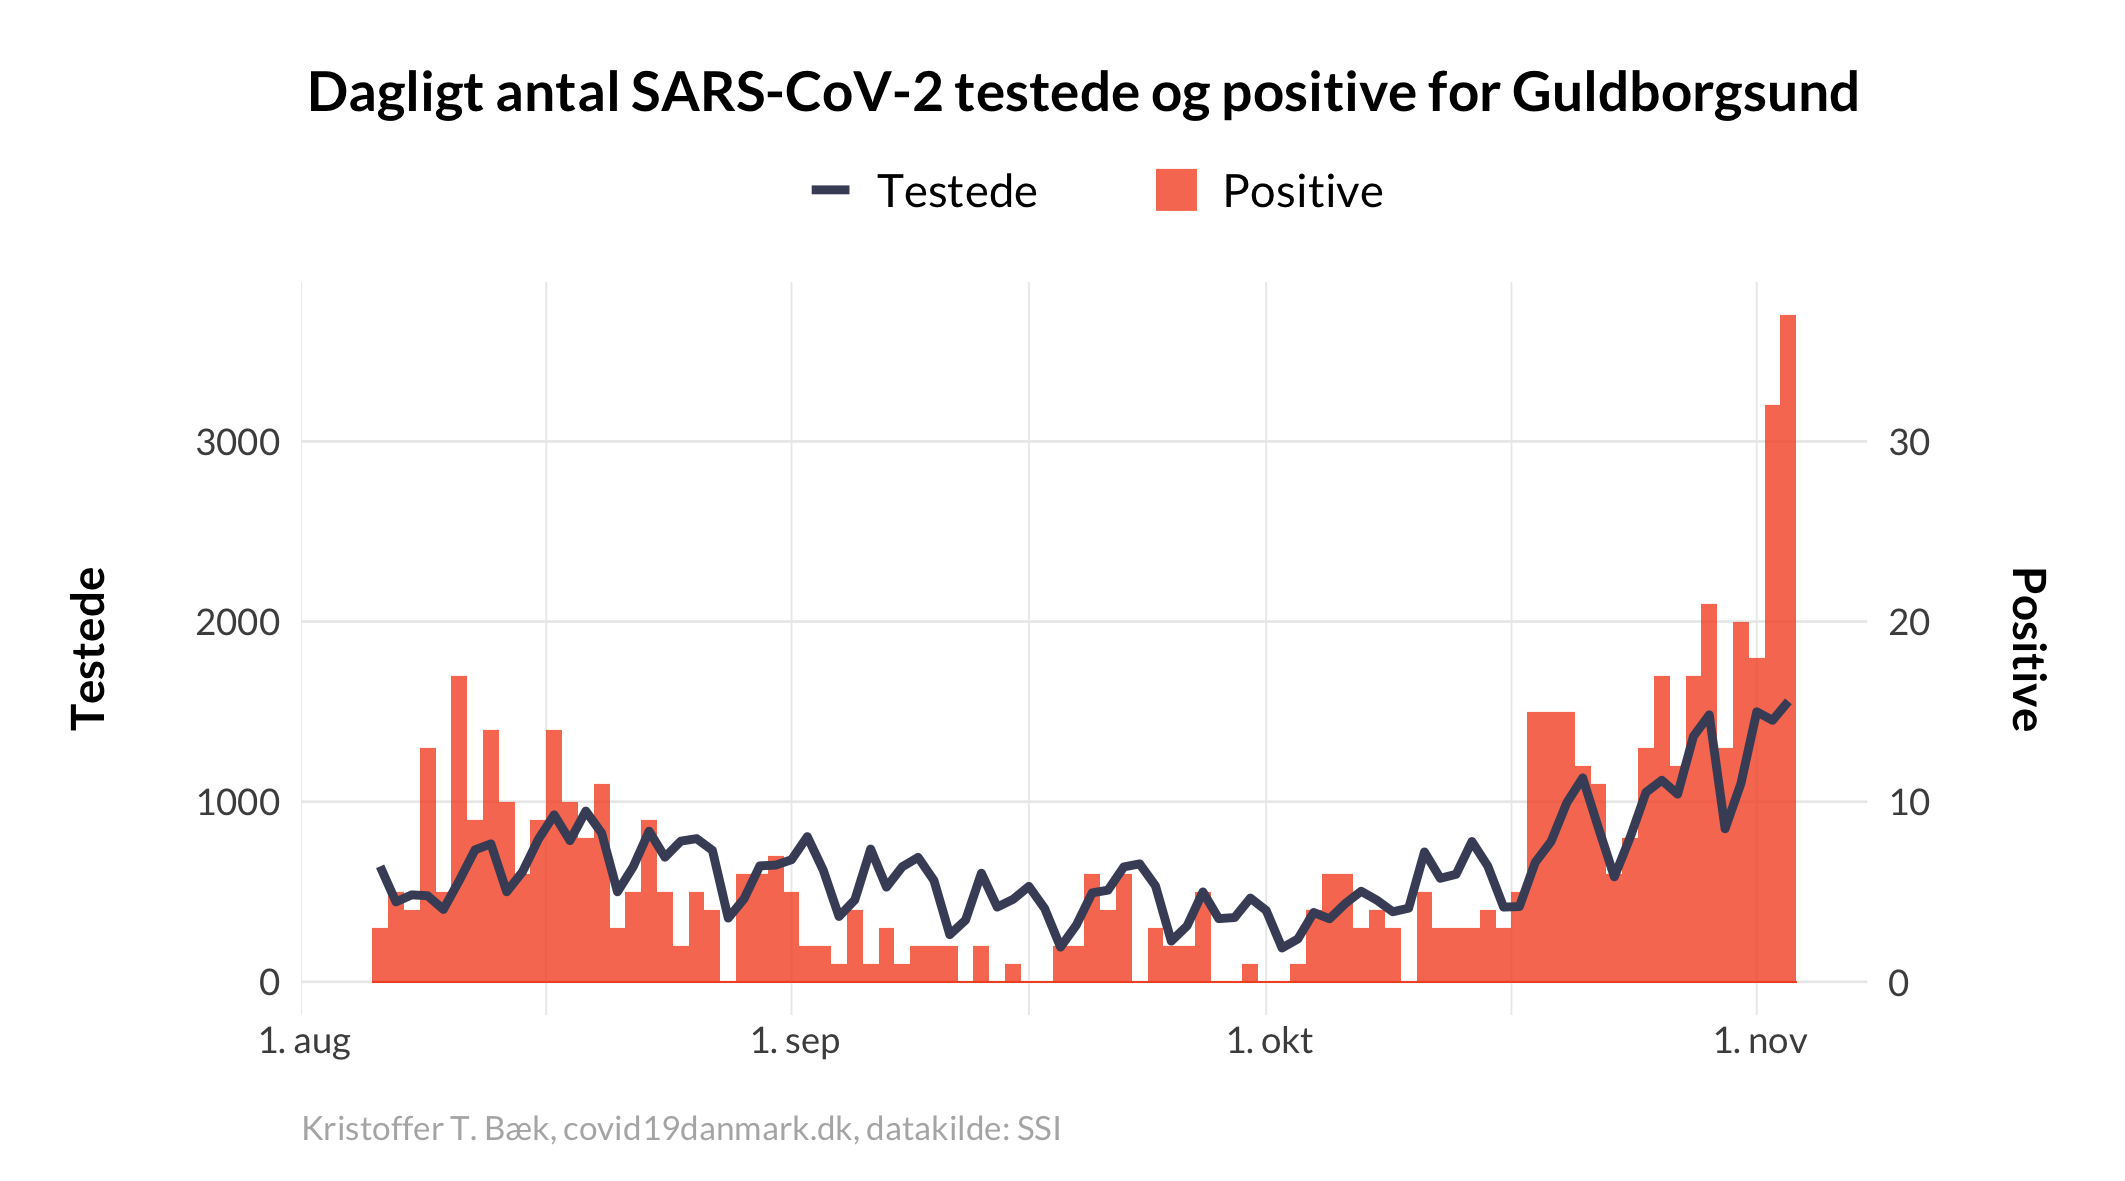 Dagligt antal SARS-CoV-2 testede og positive for Guldborgsund
Testede
Positive
Testede
3000
2000
1000
0
30
20
10
0
Positive
1. aug
1. sep
1. okt
1. nov
Kristoffer T. Bæk, covid19danmark.dk, datakilde: SSI